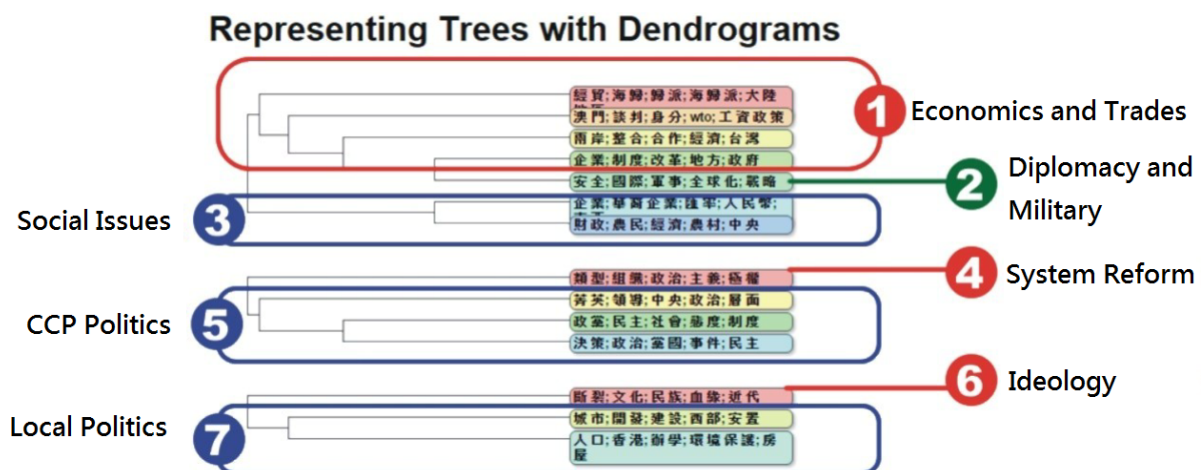 Representing Trees with Dendrograms
經貿;海歸;歸派;海歸派;大陸
澳門;談判;身分;wto;工資政策
1
Economics and Trades
兩岸;整合;合作;經濟;台灣
企業;制度;改革;地方;政府
安全;國際;軍事;全球化;戰略
2
Diplomacy and
Military
Social Issues
3
企業;華裔企業;匯率;人民幣;
財政;農民;經濟;農村;中央
類型;組織;政治;主義;極權
4
System Reform
CCP Politics
5
菁英;領導;中央;政治;層面
政黨;民主;社會;態度;制度
決策;政治;黨國;事件;民主
斷裂;文化;民族;血緣;近代
6
Ideology
Local Politics
7
城市;開發;建設;西部;安置
人口;香港;辦學;環境保護;房
屋